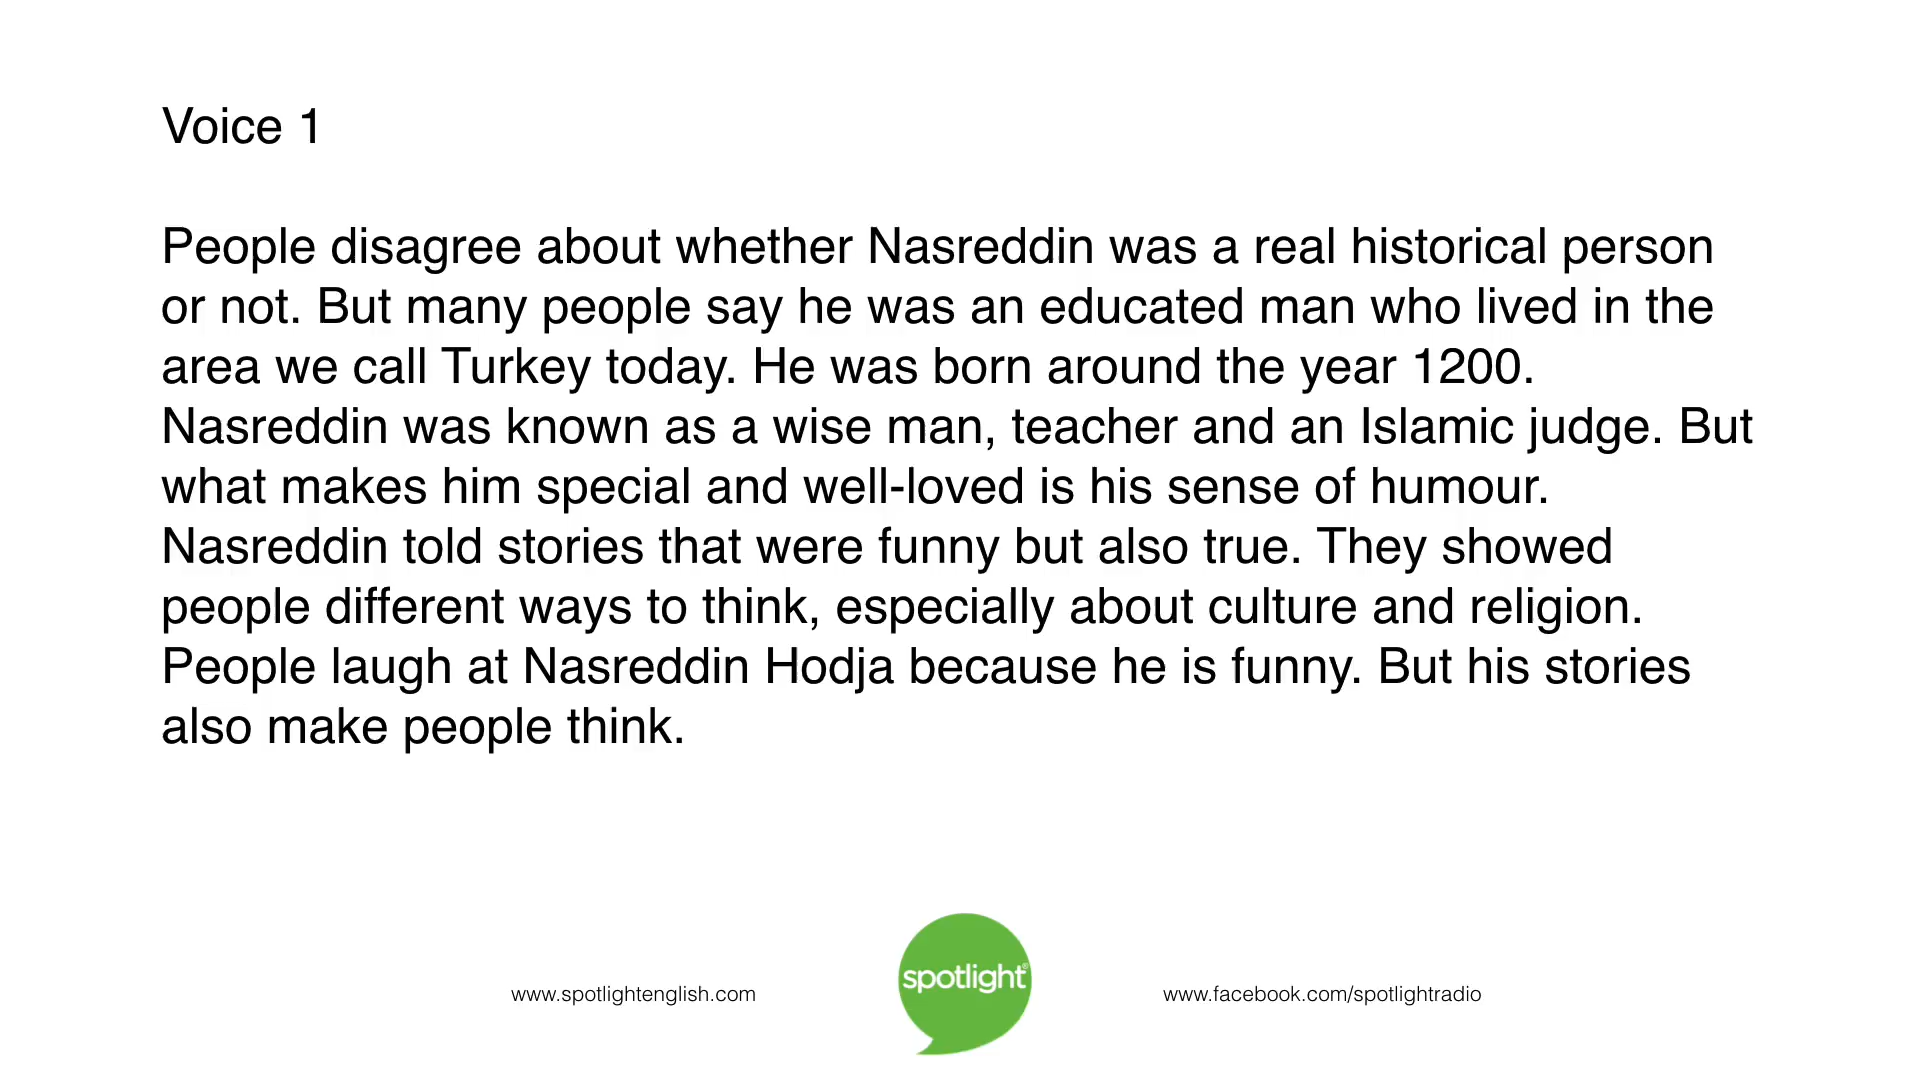 Voice 1
People disagree about whether Nasreddin was a real historical person
or not. But many people say he was an educated man who lived in the
area we call Turkey today. He was born around the year 1200.
Nasreddin was known as a wise man, teacher and an Islamic judge. But
what makes him special and well-loved is his sense of humour.
Nasreddin told stories that were funny but also true. They showed
people different ways to think, especially about culture and religion.
People laugh at Nasreddin Hodja because he is funny. But his stories
also make people think.
www.spotlightenglish.com
spotlight®
www.facebook.com/spotlightradio